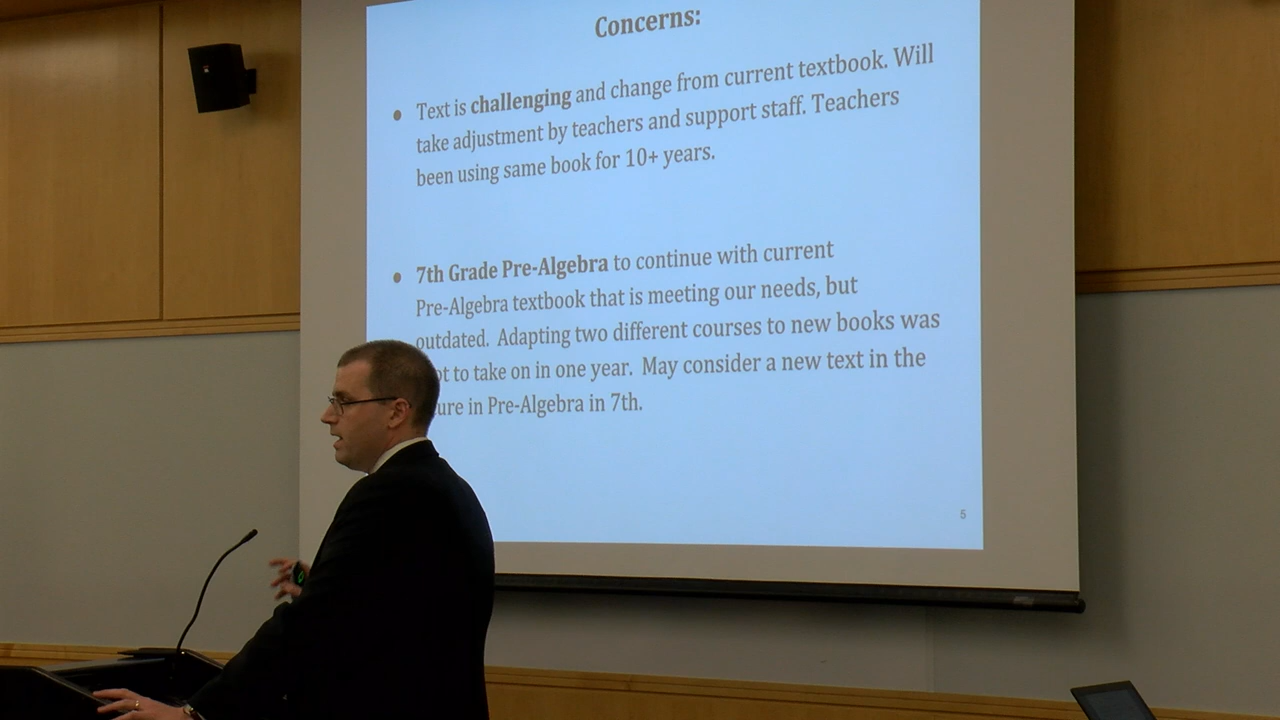 Concerns:
• Text is challenging and change from current textbook. Will
take adjustment by teachers and support staff. Teachers
been using same book for 10+ years.
• 7th Grade Pre-Algebra to continue with current
Pre-Algebra textbook that is meeting our needs, but
outdated. Adapting two different courses to new books was
to take on in one year. May consider a new text in the
in Pre-Algebra in 7th.
5